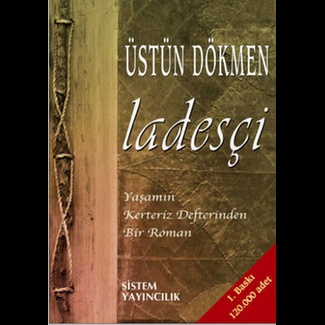 ÜSTÜN DÖKMEN
ladesçi
Yaşamın
Kerteriz Defterinden
Bir Roman
SİSTEM
YAYINCILIK
1. Baskı
120.000 adet